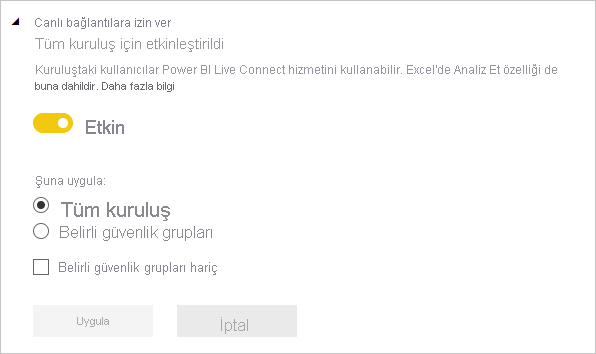 Canlı bağlantılara izin ver
Tüm kuruluş için etkinleştirildi
Kuruluştaki kullanıcılar Power BI Live Connect hizmetini kullanabilir. Excel'de Analiz Et özelliği de
buna dahildir. Daha fazla bilgi
Etkin
Şuna uygula:
Tüm kuruluş
Belirli güvenlik grupları
Belirli güvenlik grupları hariç
Uygula
İptal